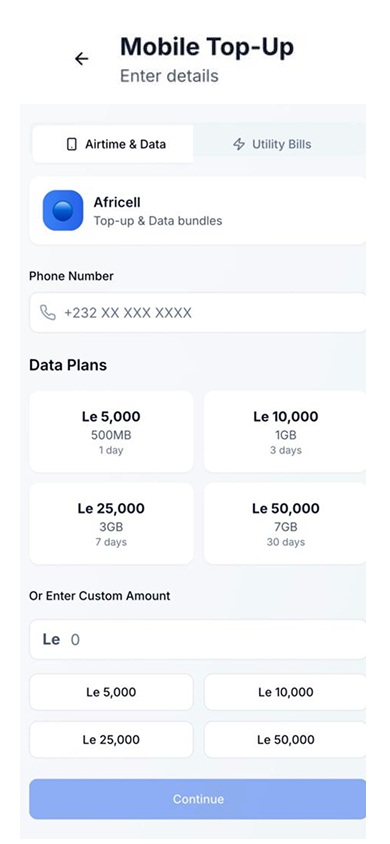 Mobile Top-Up
Enter details
Airtime & Data
Utility Bills
Africell
Top-up & Data bundles
Phone Number
+232 XX XXX XXXX
Data Plans
Le 5,000
500MB
1 day
Le 10,000
1GB
3 days
Le 25,000
3GB
7 days
Le 50,000
7GB
30 days
Or Enter Custom Amount
Le 0
Le 5,000
Le 10,000
Le 25,000
Le 50,000
Continue